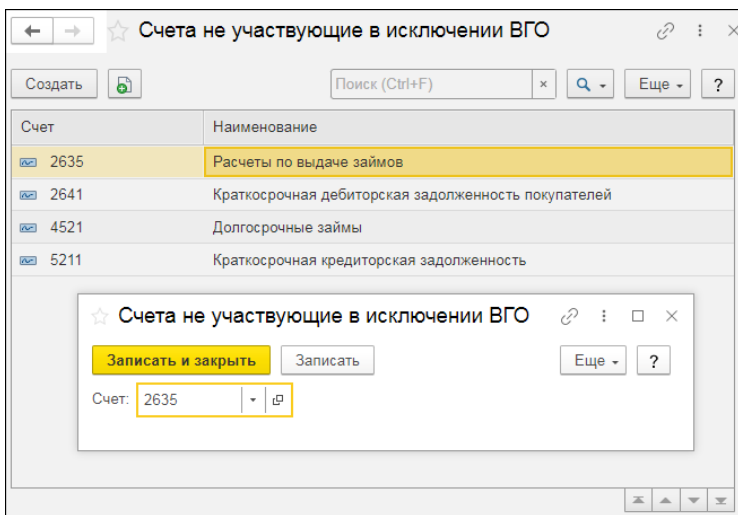 Счета не участвующие в исключении ВГО
Создать Поиск (Ctrl+F) × Еще ?
Счет Наименование
2635 Расчеты по выдаче займов
2641 Краткосрочная дебиторская задолженность покупателей
4521 Долгосрочные займы
5211 Краткосрочная кредиторская задолженность
Счета не участвующие в исключении ВГО
Записать и закрыть Записать Еще ?
Счет: 2635